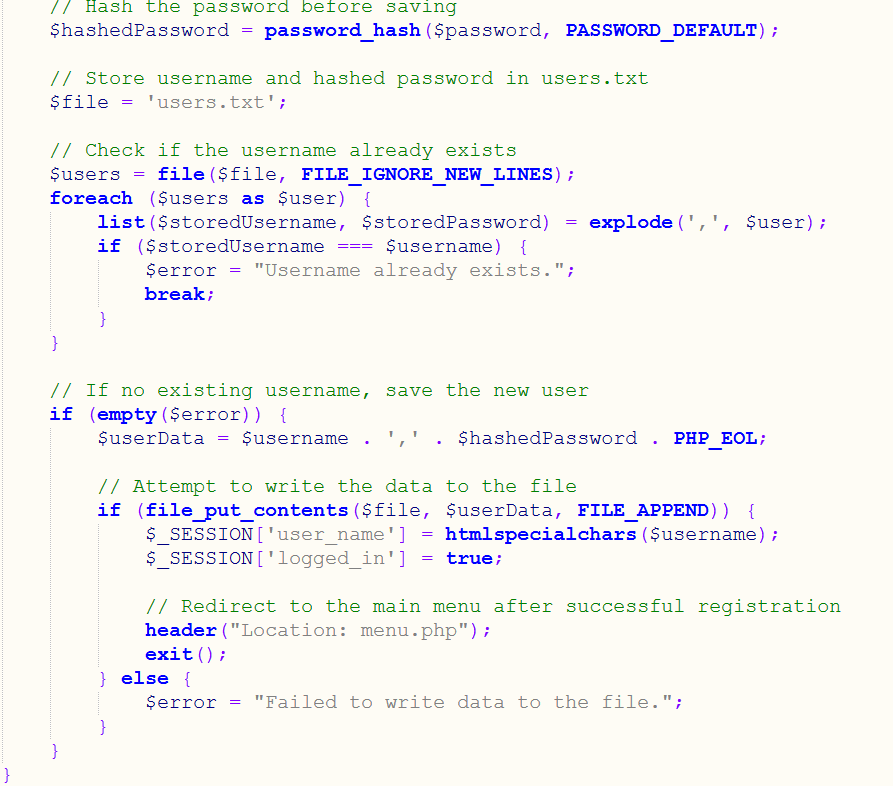 // Hash the password before saving
$hashedPassword = password_hash($password, PASSWORD_DEFAULT);
// Store username and hashed password in users.txt
$file = 'users.txt';
// Check if the username already exists
$users = file($file, FILE_IGNORE_NEW_LINES);
foreach ($users as $user) {
list($storedUsername, $storedPassword) = explode(',', $user);
if ($storedUsername === $username) {
$error = "Username already exists.";
break;
}
}
// If no existing username, save the new user
if (empty($error)) {
$userData = $username . ',' . $hashedPassword . PHP_EOL;
// Attempt to write the data to the file
if (file_put_contents($file, $userData, FILE_APPEND)) {
$_SESSION['user_name'] = htmlspecialchars($username);
$_SESSION['logged_in'] = true;
// Redirect to the main menu after successful registration
header("Location: menu.php");
exit();
} else {
$error = "Failed to write data to the file.";
}
}
}